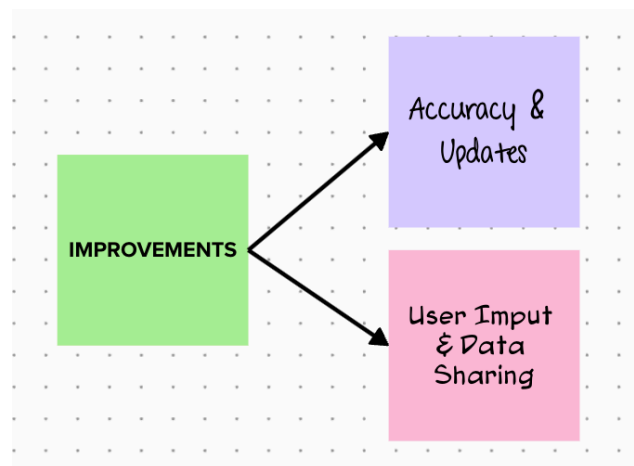 IMPROVEMENTS
Accuracy &
Updates
User Imput
& Data
Sharing